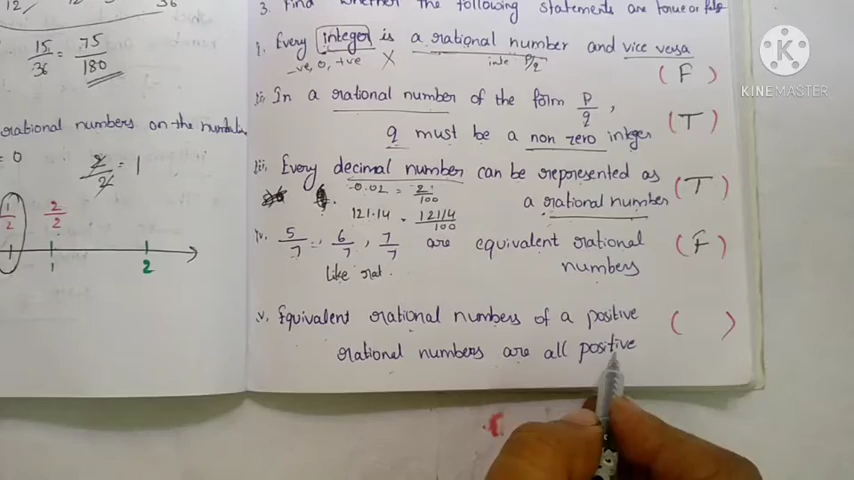 12/
36
15/36 = 75/180
rational numbers on the numbeline
= 0
2/2 = 1
1/2
2/2
1
2
3. Find whether the following statements are true or false
i. Every integer is a rational number and vice versa
-ve, 0, +ve X
P/q
(F)
ii. In a rational number of the form P/q,
q must be a non zero integer (T)
iii. Every decimal number can be represented as
a rational number (T)
-0.02 = 2/100
121.14 = 12114/100
iv. 5/7 =, 6/7, 7/7 are equivalent rational (F)
numbers
like rat.
v. Equivalent rational numbers of a positive ( )
rational numbers are all positive
KINEMASTER